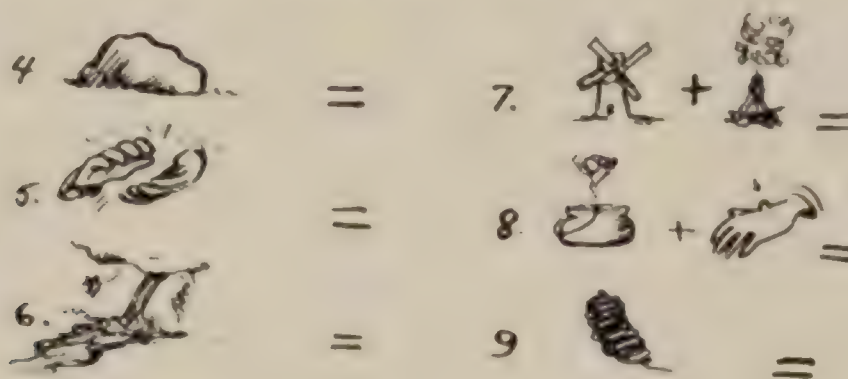 4 =
5. =
6. =
7. + =
8 + =
9 =